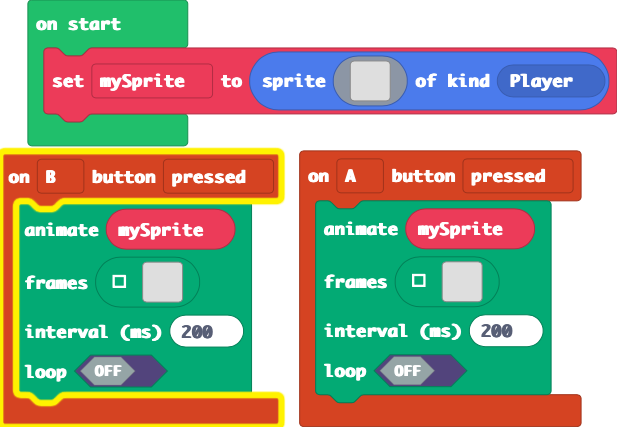 on start
set mySprite to sprite of kind Player
on B button pressed
animate mySprite
frames
interval (ms) 200
loop OFF
on A button pressed
animate mySprite
frames
interval (ms) 200
loop OFF